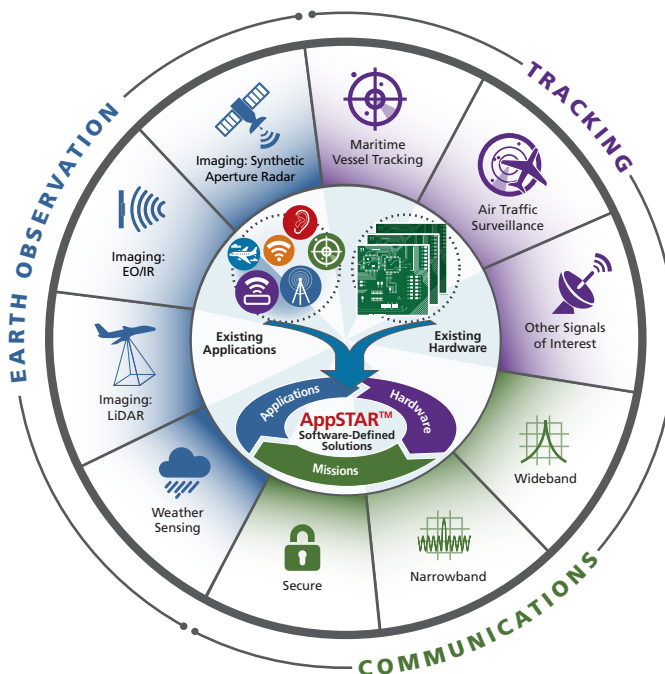 EARTH OBSERVATION
TRACKING
COMMUNICATIONS
Imaging: Synthetic
Aperture Radar
Maritime
Vessel Tracking
Air Traffic
Surveillance
Other Signals
of Interest
Wideband
Narrowband
Secure
Weather
Sensing
Imaging:
LiDAR
Imaging:
EO/IR
Existing
Applications
Existing
Hardware
Applications
Hardware
AppSTAR™
Software-Defined
Solutions
Missions